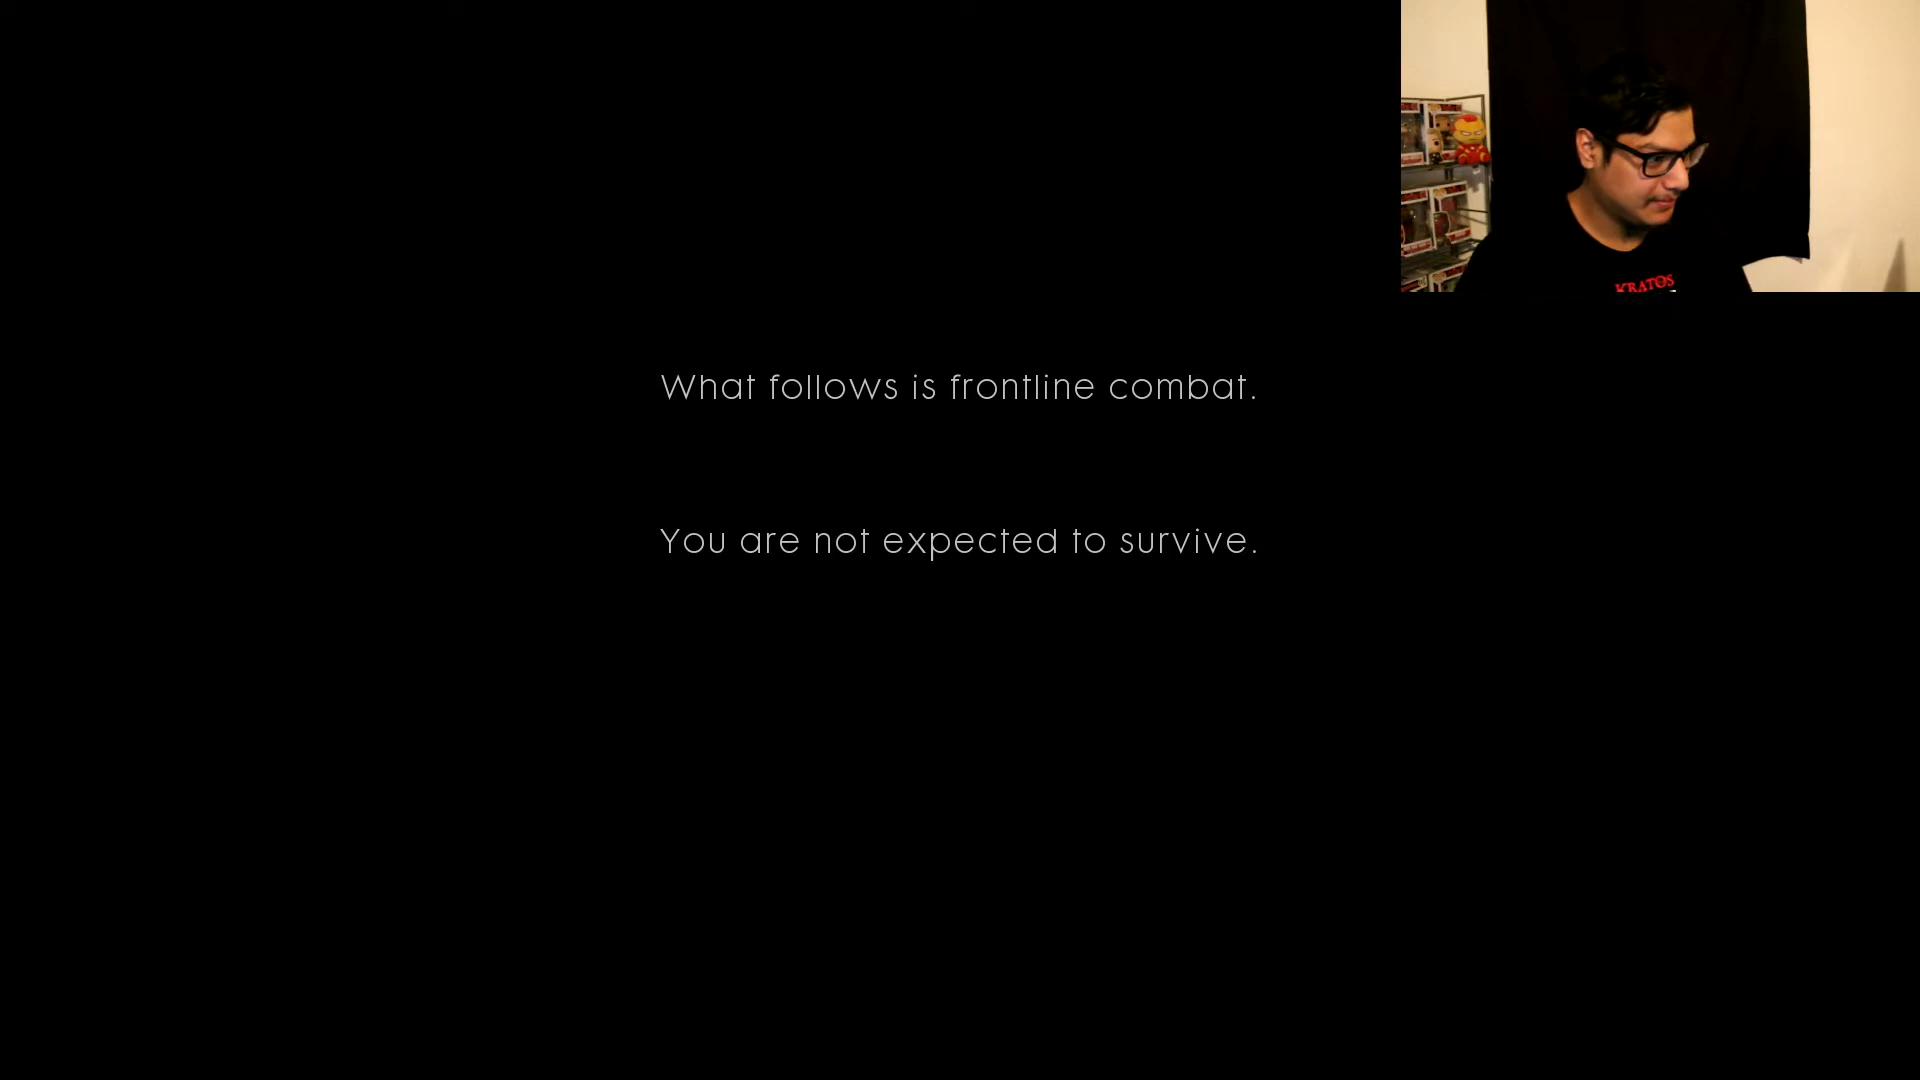 KRATOS
What follows is frontline combat.
You are not expected to survive.